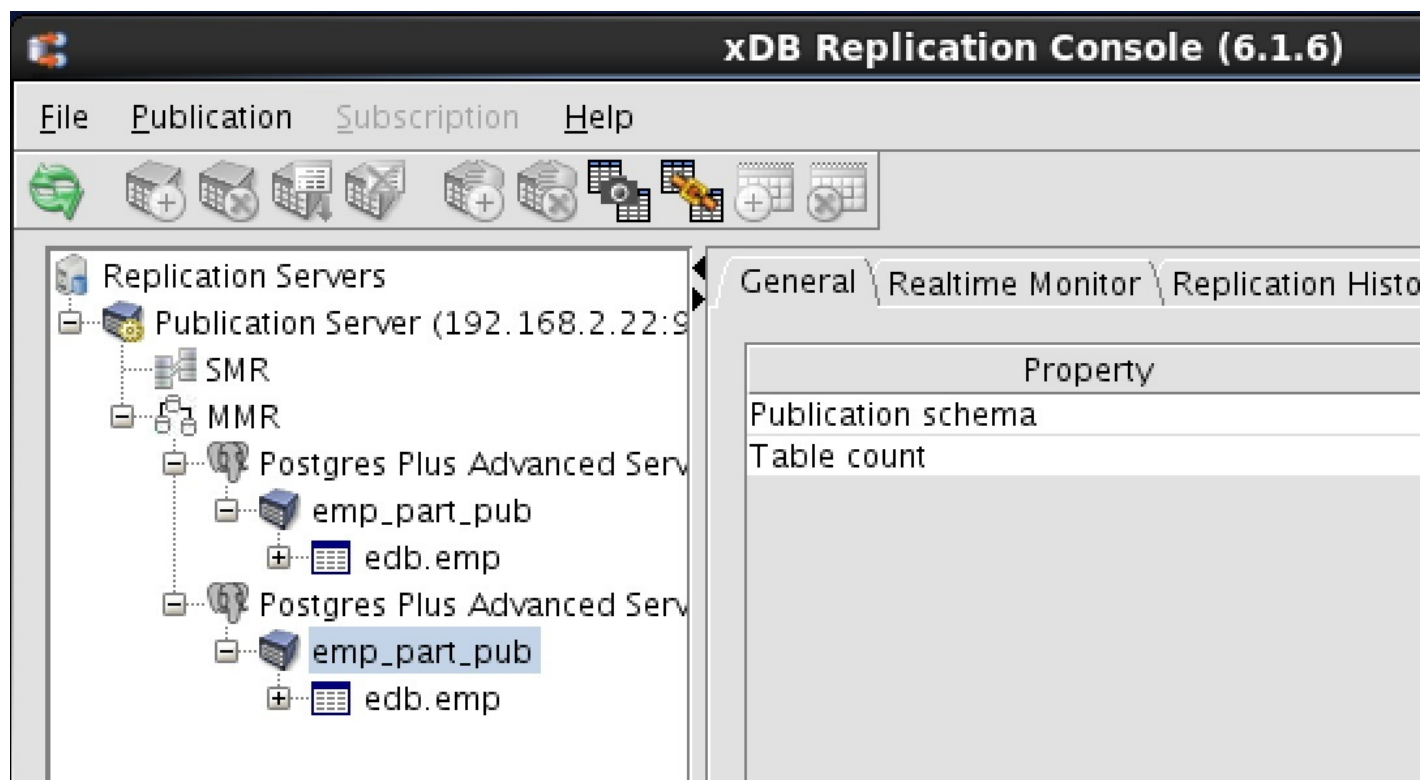 xDB Replication Console (6.1.6)
File Publication Subscription Help
Replication Servers
Publication Server (192.168.2.22:9
SMR
MMR
Postgres Plus Advanced Serv
emp_part_pub
edb.emp
Postgres Plus Advanced Serv
emp_part_pub
edb.emp
General Realtime Monitor Replication Histo
Property
Publication schema
Table count